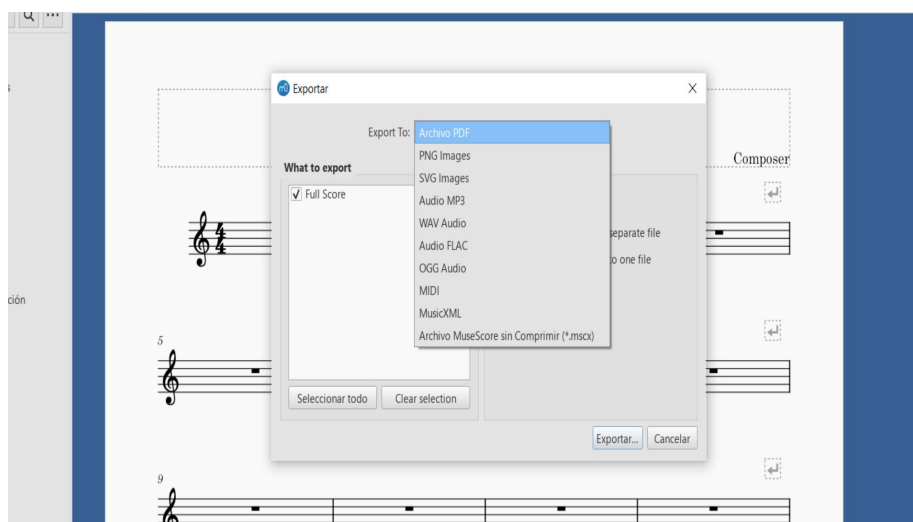 Exportar
Export To:
Archivo PDF
PNG Images
SVG Images
Audio MP3
WAV Audio
Audio FLAC
OGG Audio
MIDI
MusicXML
Archivo MuseScore sin Comprimir (*.mscx)
What to export
Full Score
separate file
to one file
Seleccionar todo
Clear selection
Exportar...
Cancelar
Composer
s
ción
5
9